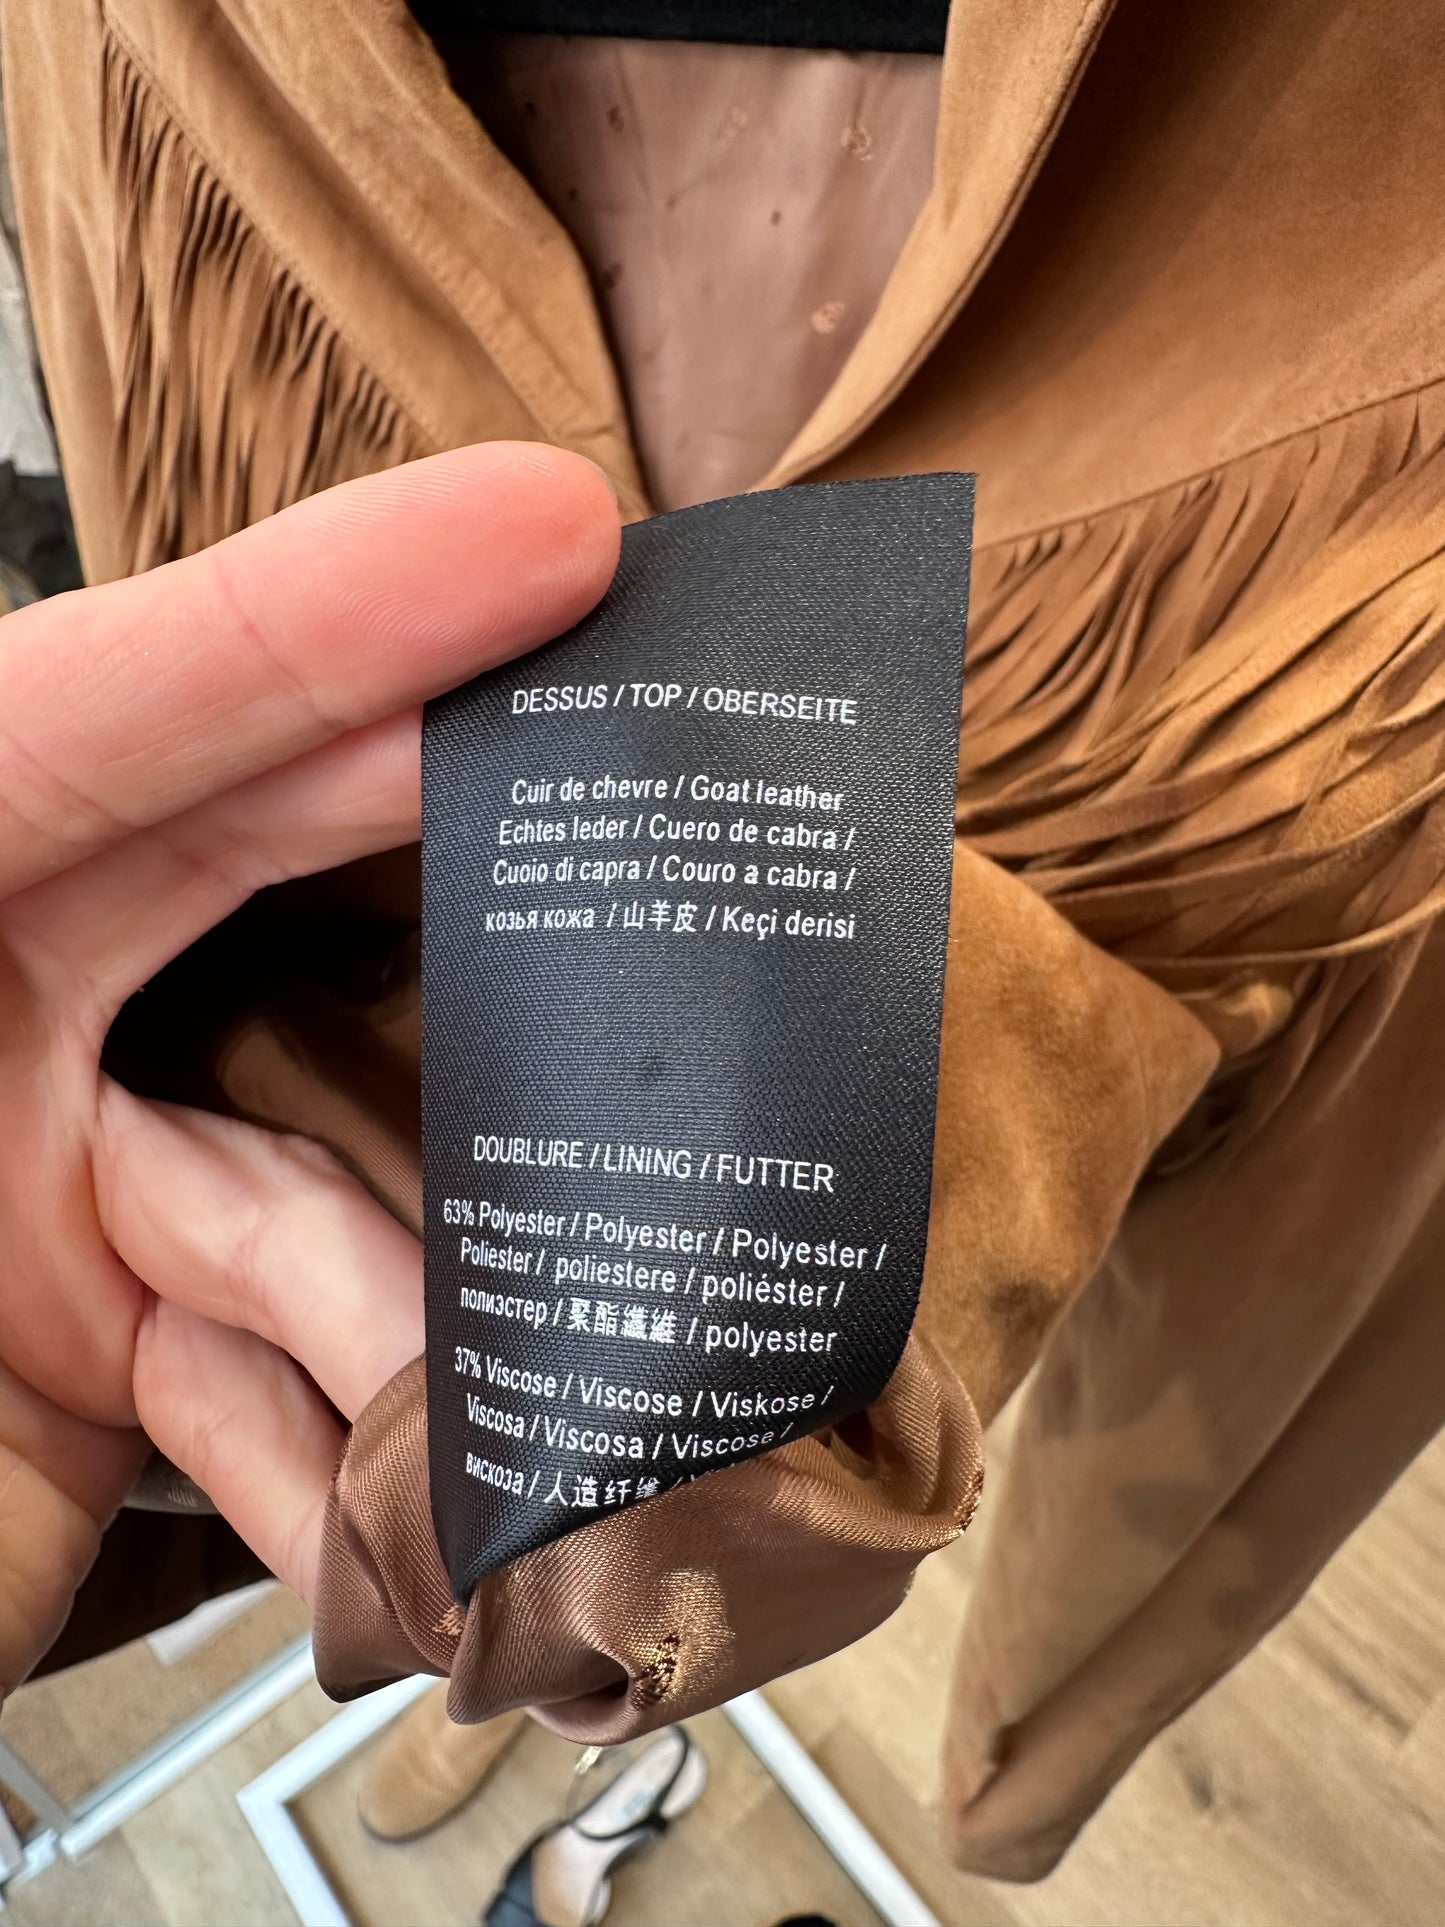 DESSUS / TOP / OBERSEITE
Cuir de chevre / Goat leather
Echtes leder / Cuero de cabra /
Cuoio di capra / Couro a cabra /
козья кожа / 山羊皮 / Keçi derisi
DOUBLURE / LINING / FUTTER
63% Polyester / Polyester / Polyester /
Poliester / poliestere / poliéster /
полиэстер / 聚酯纖維 / polyester
37% Viscose / Viscose / Viskose /
Viscosa / Viscosa / Viscose /
вискоза / 人造纤维 /